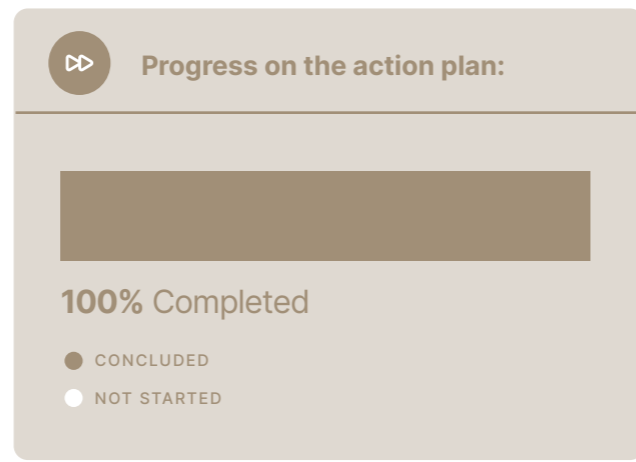 Progress on the action plan:
100% Completed
CONCLUDED
NOT STARTED